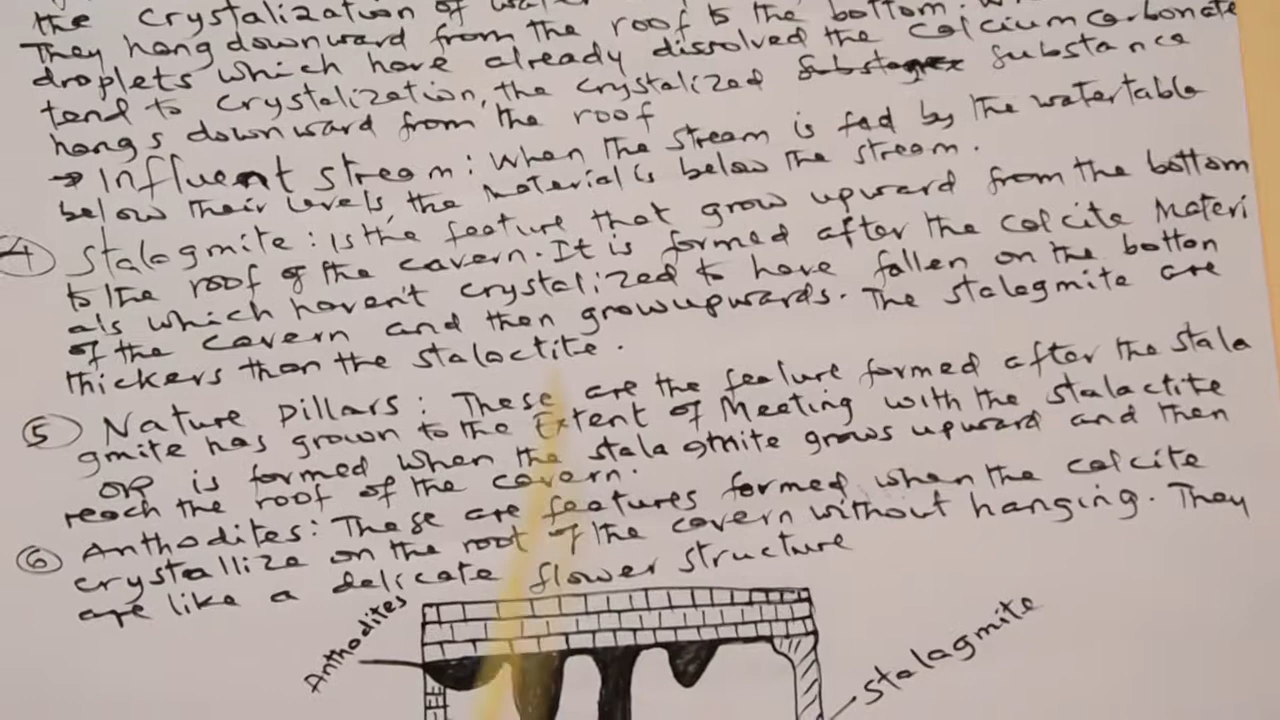 the crystalization of water
They hang downward from the roof to the bottom.
droplets which have already dissolved the calcium carbonate
tend to crystalization, the crystalized substance
hangs downward from the roof
→ Influent stream: When the stream is fed by the watertable
below their levels, the material is below the stream.
4 Stalagmite: Is the feature that grow upward from the bottom
to the roof of the cavern. It is formed after the calcite Materi
als which haven't crystalized to have fallen on the botton
of the cavern and then growupwards. The stalegmite are
thickers than the stalactite.
5 Nature pillars: These are the feature formed after the stala
gmite has grown to the Extent of Meeting with the stalactite
OR is formed when the stalagmite grows upward and then
reach the roof of the cavern.
6 Anthodites: These are features formed when the calcite
crystallize on the root of the cavern without hanging. They
are like a delicate flower structure
Anthodites
Stalagmite